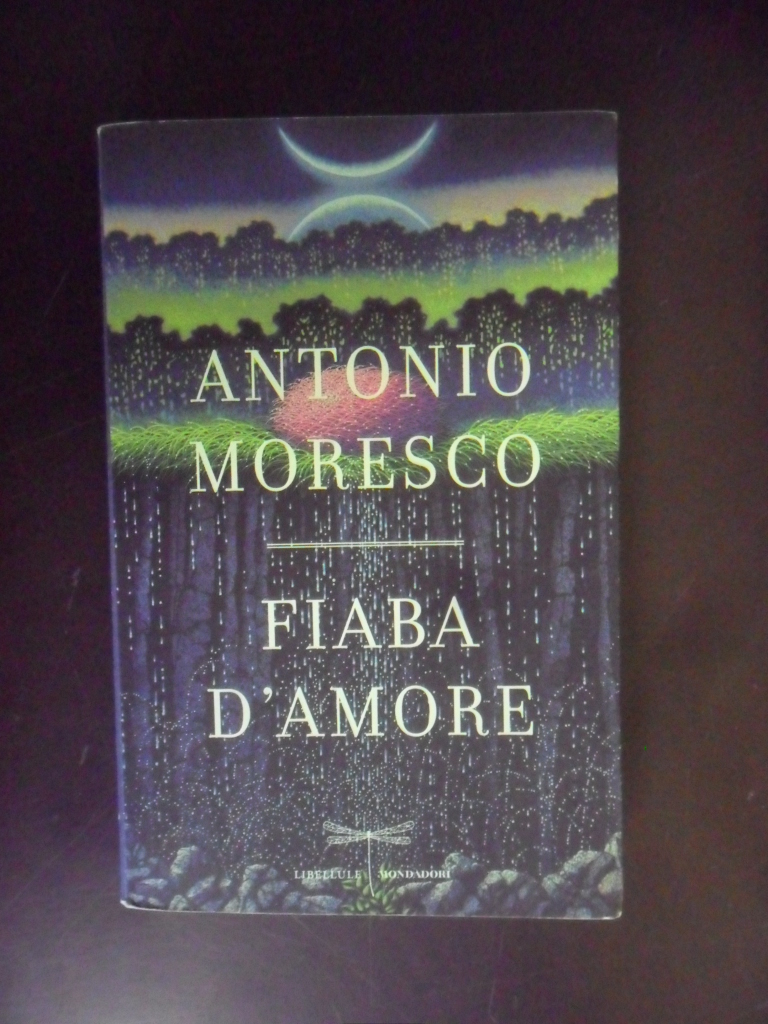 ANTONIO
MORESCO
FIABA
D'AMORE
LIBELLULE MONDADORI